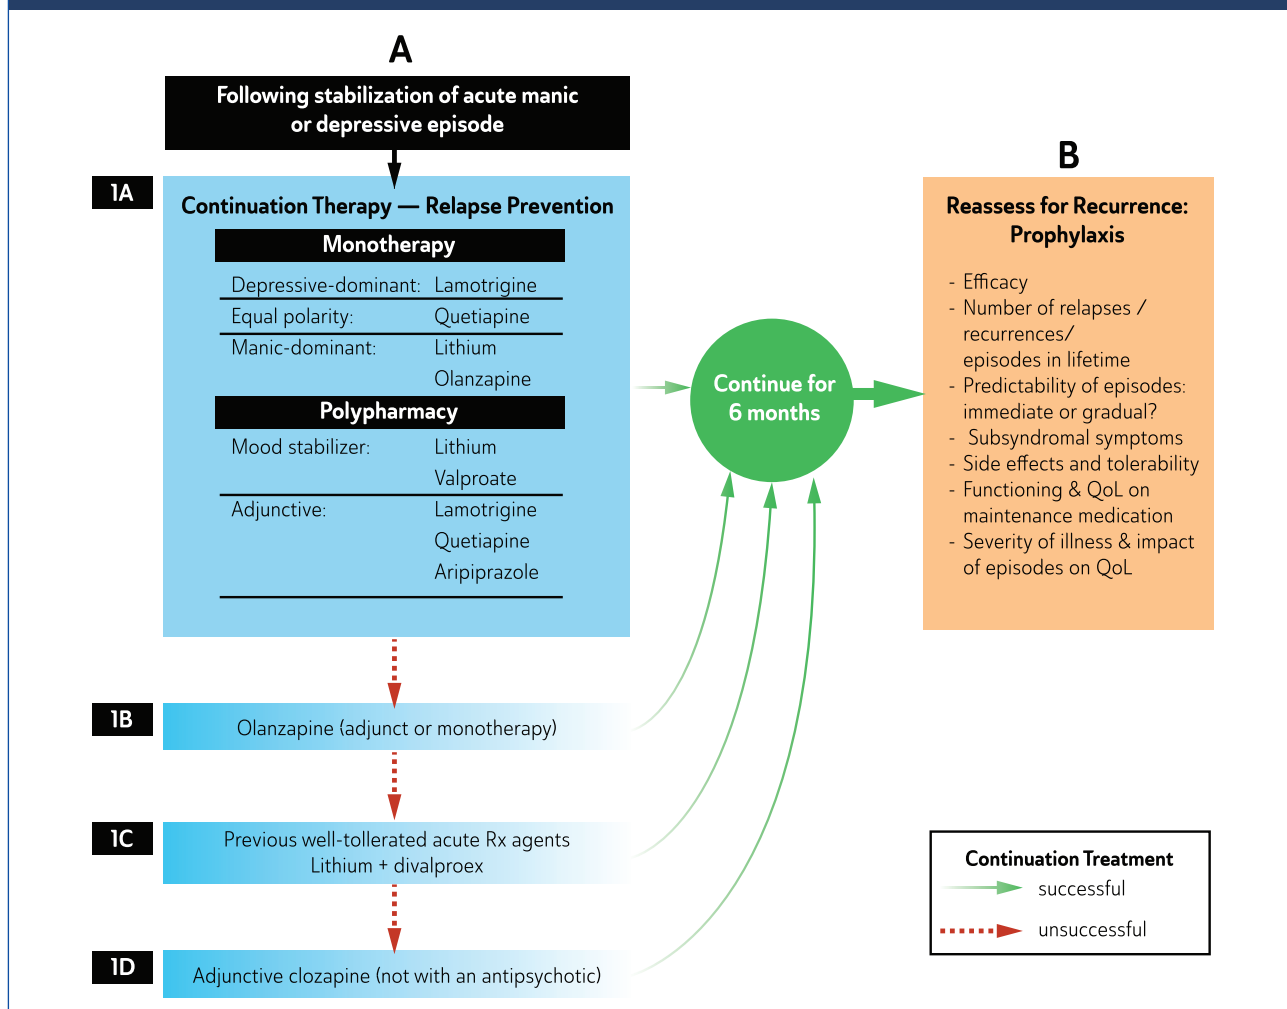 A
Following stabilization of acute manic
or depressive episode
1A
Continuation Therapy — Relapse Prevention
Monotherapy
Depressive-dominant: Lamotrigine
Equal polarity: Quetiapine
Manic-dominant: Lithium
Olanzapine
Polypharmacy
Mood stabilizer: Lithium
Valproate
Adjunctive: Lamotrigine
Quetiapine
Aripiprazole
1B
Olanzapine (adjunct or monotherapy)
1C
Previous well-tollerated acute Rx agents
Lithium + divalproex
1D
Adjunctive clozapine (not with an antipsychotic)
Continue for
6 months
B
Reassess for Recurrence:
Prophylaxis
- Efficacy
- Number of relapses /
recurrences/
episodes in lifetime
- Predictability of episodes:
immediate or gradual?
- Subsyndromal symptoms
- Side effects and tolerability
- Functioning & QoL on
maintenance medication
- Severity of illness & impact
of episodes on QoL
Continuation Treatment
successful
unsuccessful